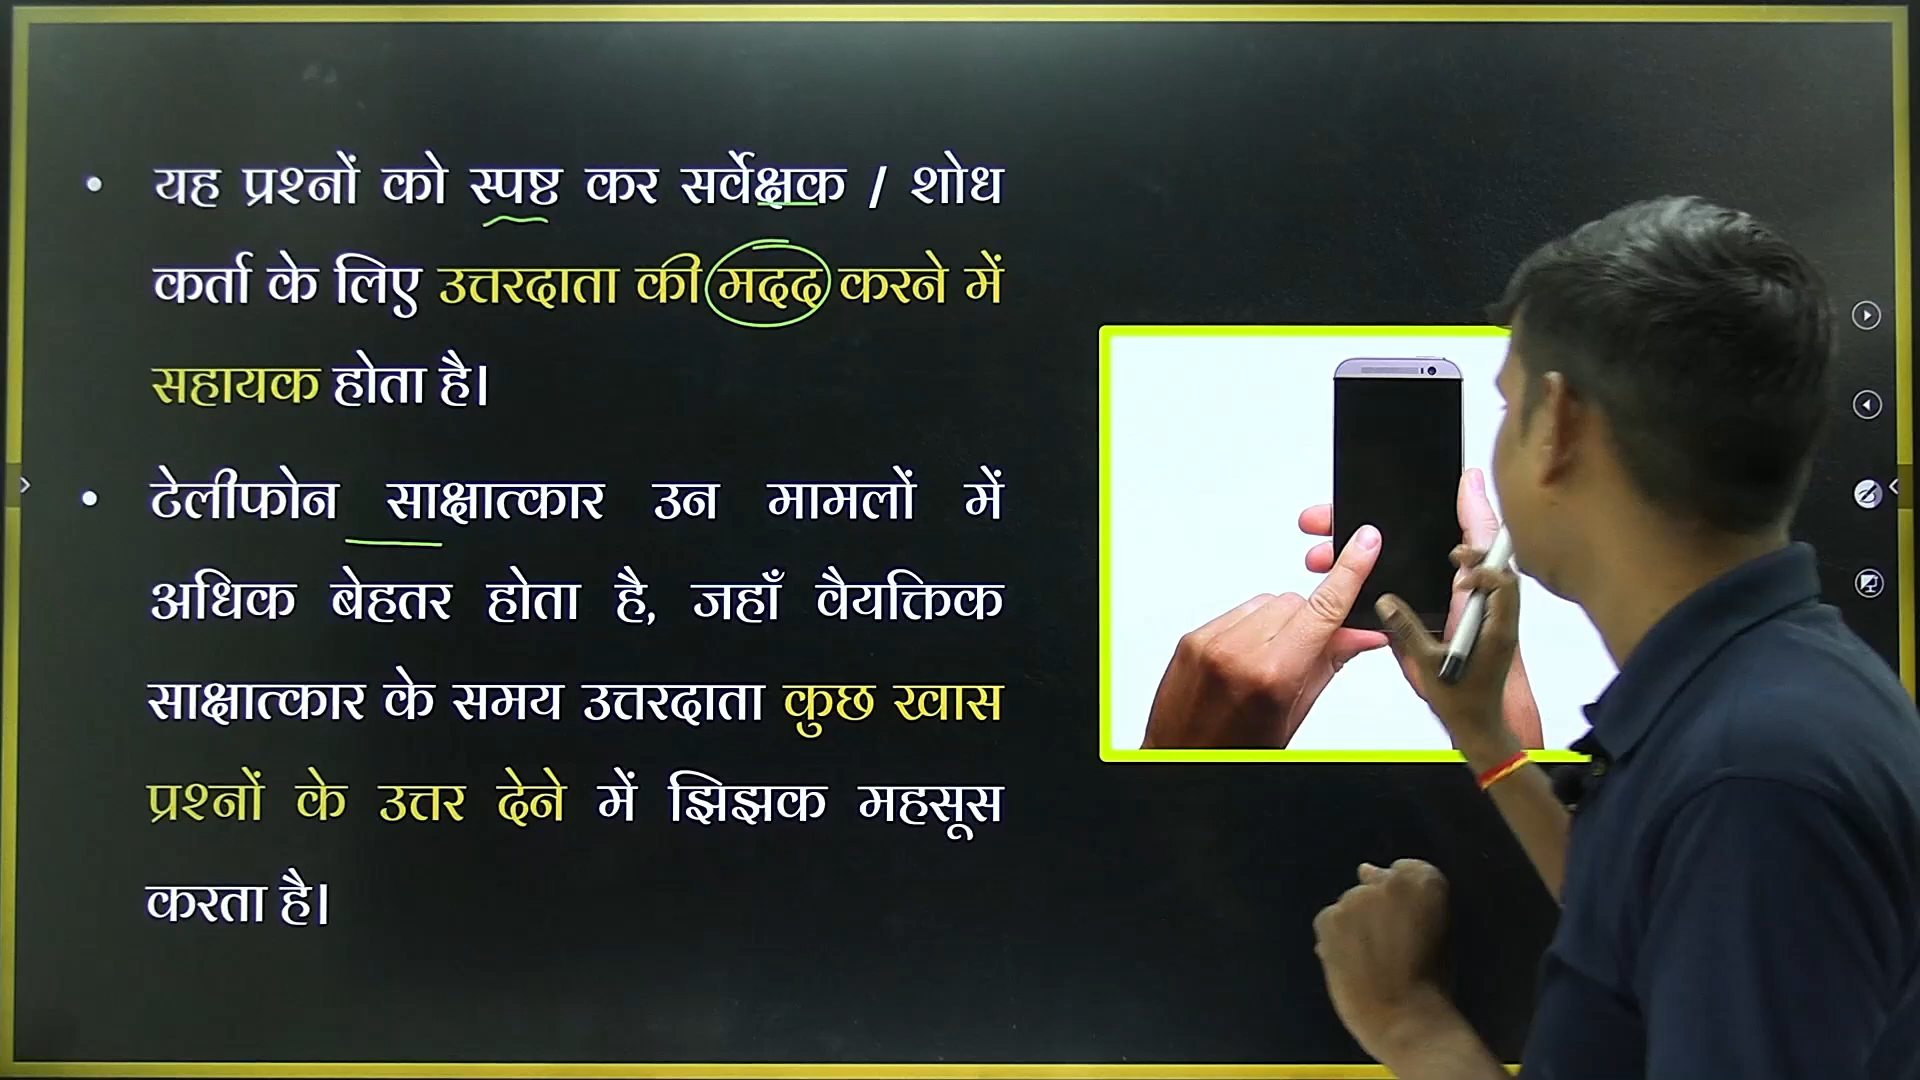 • यह प्रश्नों को स्पष्ट कर सर्वेक्षक / शोध
कर्ता के लिए उत्तरदाता की मदद करने में
सहायक होता है।
• टेलीफोन साक्षात्कार उन मामलों में
अधिक बेहतर होता है, जहाँ वैयक्तिक
साक्षात्कार के समय उत्तरदाता कुछ खास
प्रश्नों के उत्तर देने में झिझक महसूस
करता है।